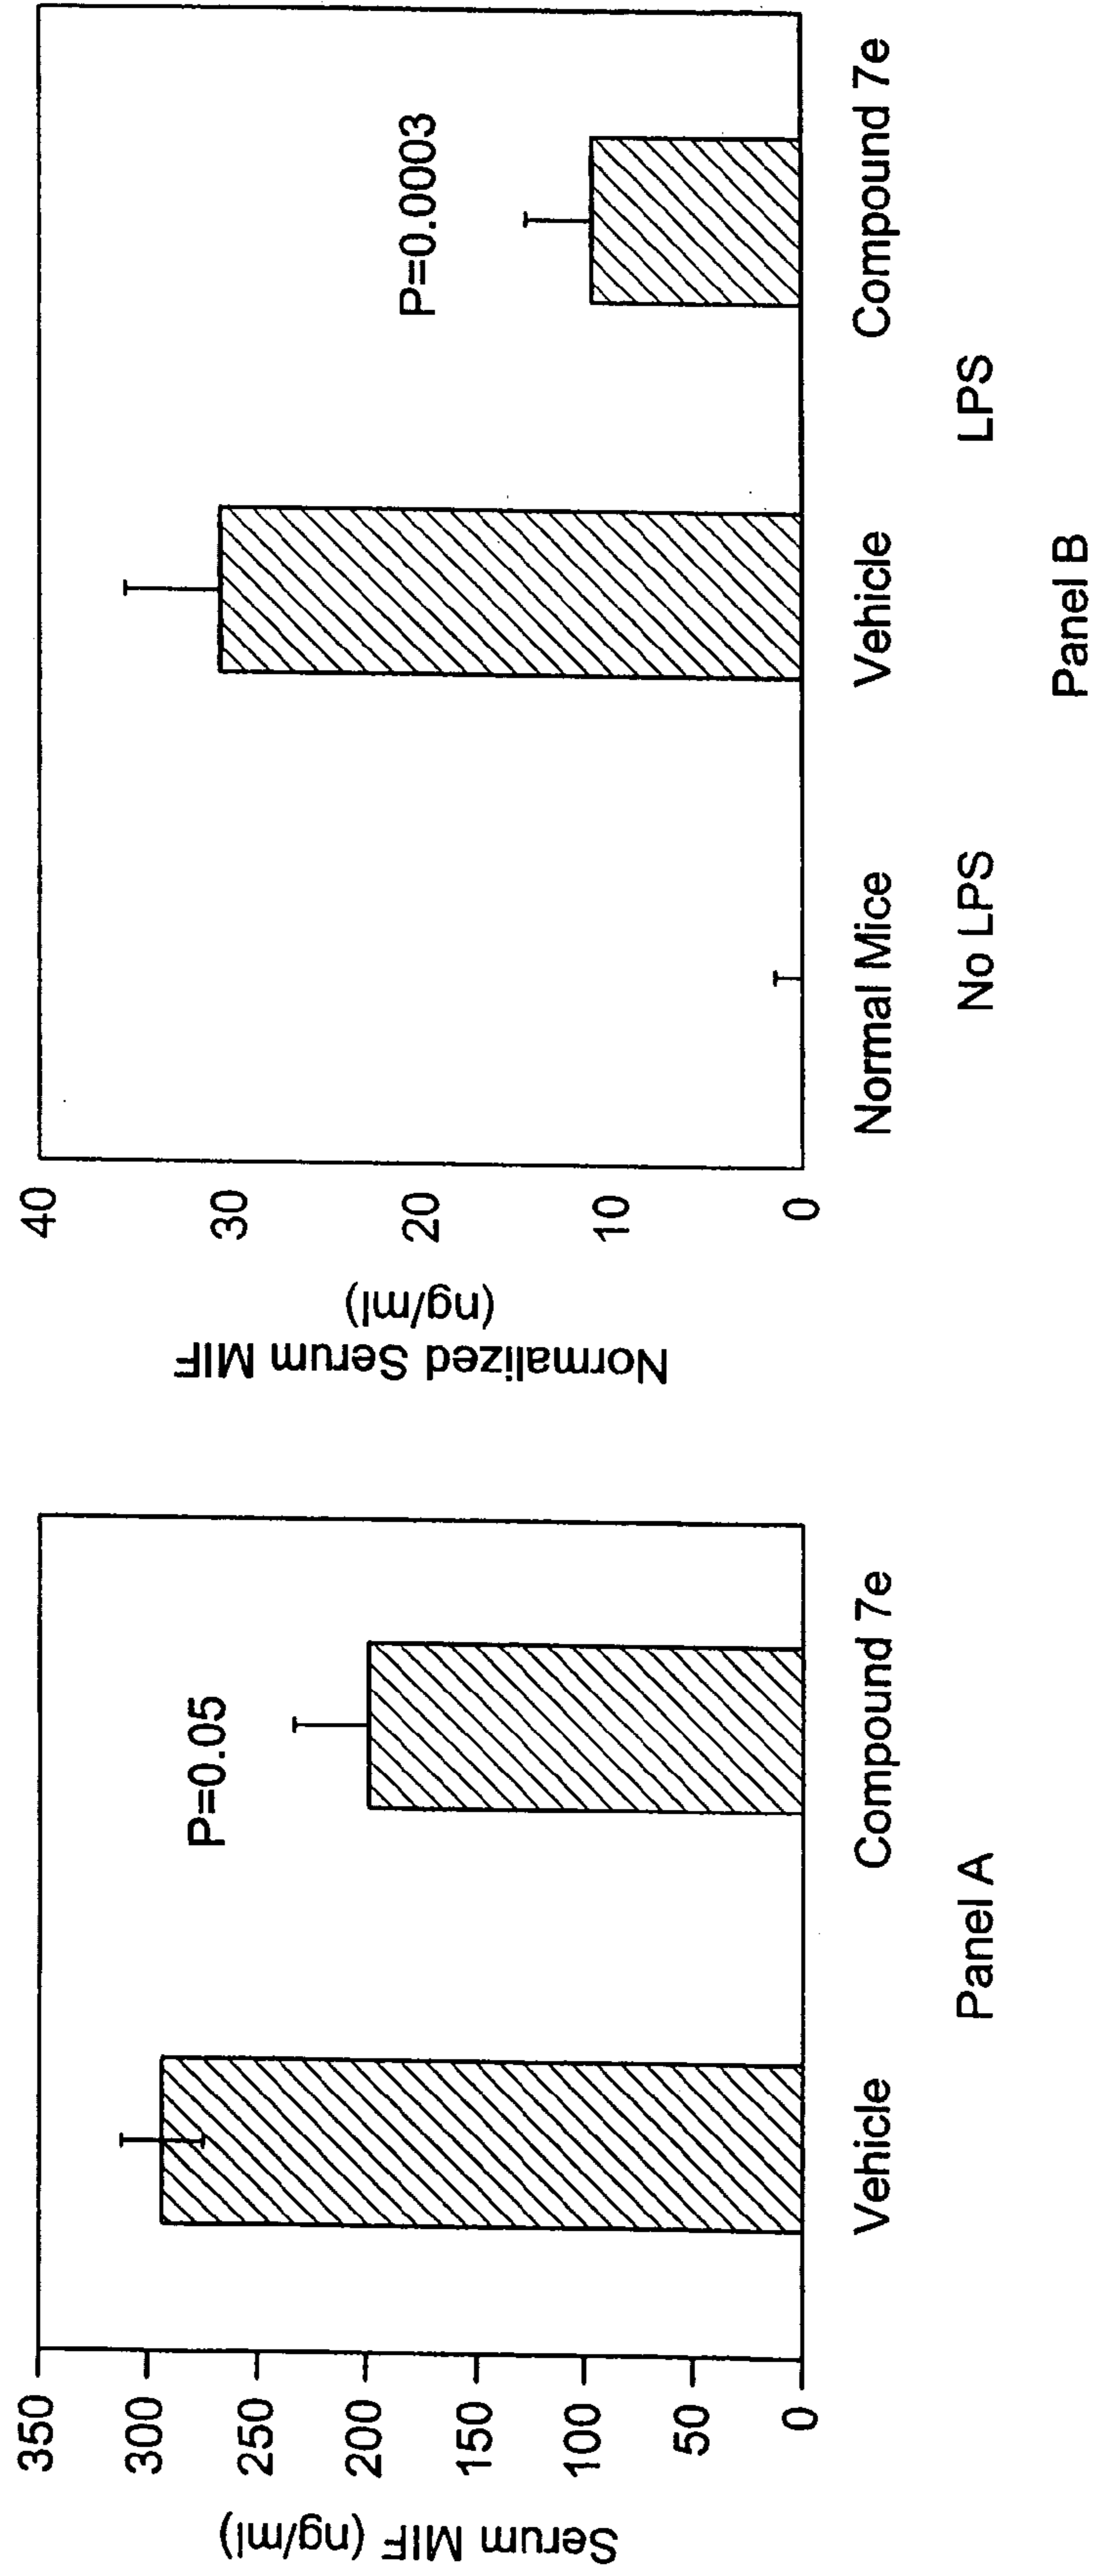 Serum MIF (ng/ml)
350
300
250
200
150
100
50
0
P=0.05
Vehicle
Compound 7e
Panel A
Normalized Serum MIF
(ng/ml)
40
30
20
10
0
P=0.0003
Normal Mice
Vehicle
Compound 7e
No LPS
LPS
Panel B